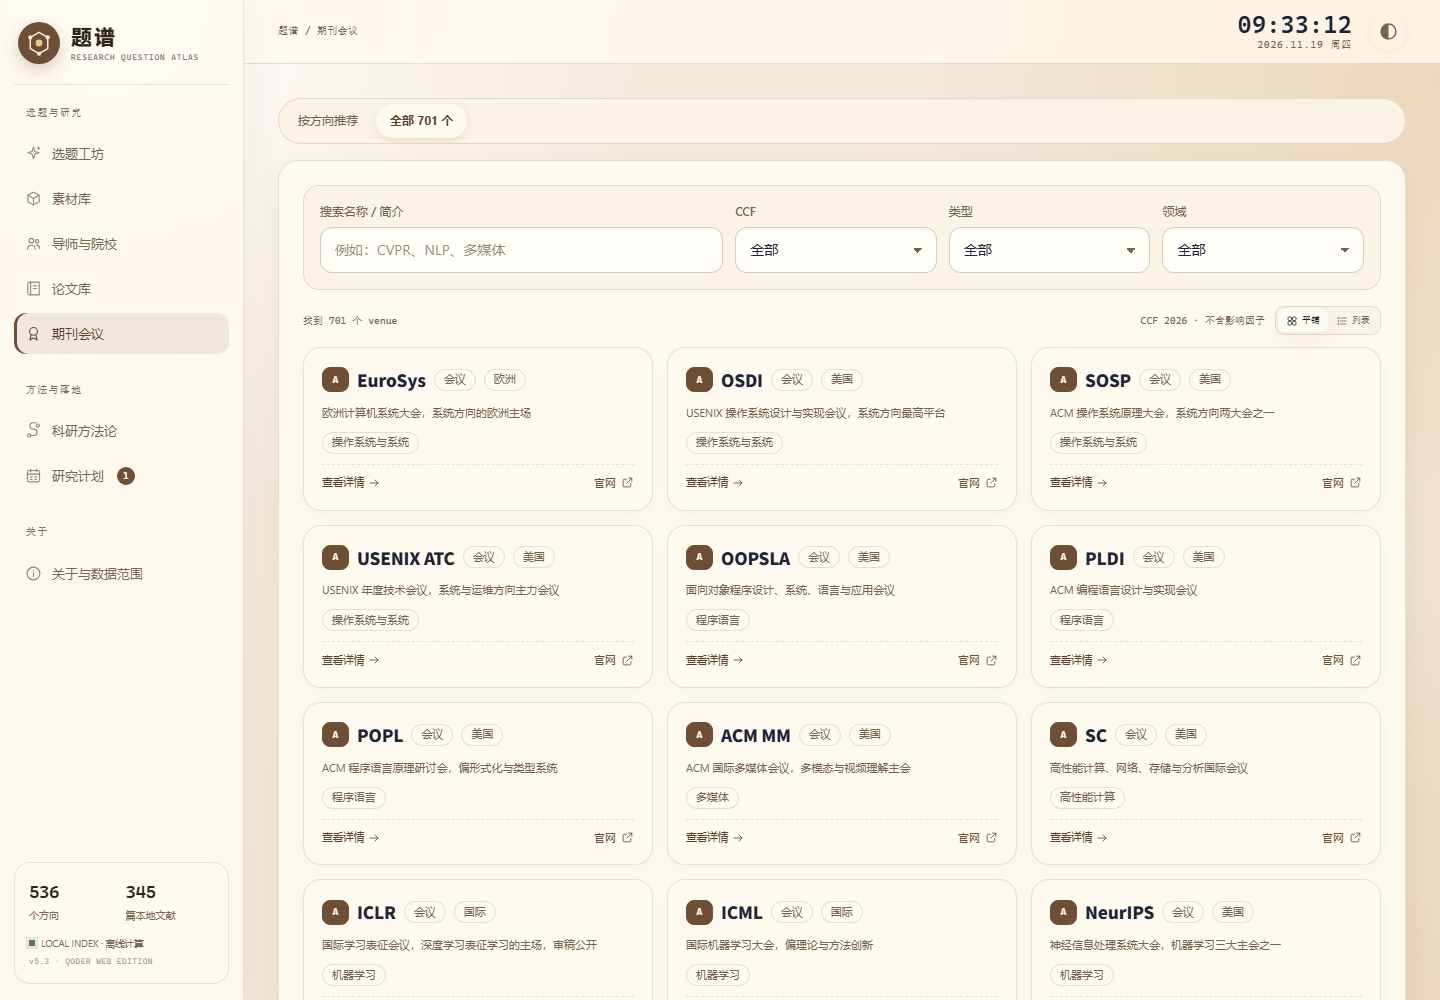 题谱
RESEARCH QUESTION ATLAS
选题与研究
选题工坊
素材库
导师与院校
论文库
期刊会议
方法与落地
科研方法论
研究计划 1
关于
关于与数据范围
536 345
个方向 篇本地文献
LOCAL INDEX · 离线计算
v5.3 · QODER WEB EDITION
题谱 / 期刊会议
09:33:12
2026.11.19 周四
按方向推荐 全部 701 个
搜索名称 / 简介 CCF 类型 领域
例如：CVPR、NLP、多媒体 全部 全部 全部
找到 701 个 venue CCF 2026 · 不含影响因子 平铺 列表
A EuroSys 会议 欧洲
欧洲计算机系统大会，系统方向的欧洲主场
操作系统与系统
查看详情 → 官网
A OSDI 会议 美国
USENIX 操作系统设计与实现会议，系统方向最高平台
操作系统与系统
查看详情 → 官网
A SOSP 会议 美国
ACM 操作系统原理大会，系统方向两大会之一
操作系统与系统
查看详情 → 官网
A USENIX ATC 会议 美国
USENIX 年度技术会议，系统与运维方向主力会议
操作系统与系统
查看详情 → 官网
A OOPSLA 会议 美国
面向对象程序设计、系统、语言与应用会议
程序语言
查看详情 → 官网
A PLDI 会议 美国
ACM 编程语言设计与实现会议
程序语言
查看详情 → 官网
A POPL 会议 美国
ACM 程序语言原理研讨会，偏形式化与类型系统
程序语言
查看详情 → 官网
A ACM MM 会议 美国
ACM 国际多媒体会议，多模态与视频理解主会
多媒体
查看详情 → 官网
A SC 会议 美国
高性能计算、网络、存储与分析国际会议
高性能计算
查看详情 → 官网
A ICLR 会议 国际
国际学习表征会议，深度学习表征学习的主场，审稿公开
机器学习
A ICML 会议 国际
国际机器学习大会，偏理论与方法创新
机器学习
A NeurIPS 会议 美国
神经信息处理系统大会，机器学习三大主会之一
机器学习